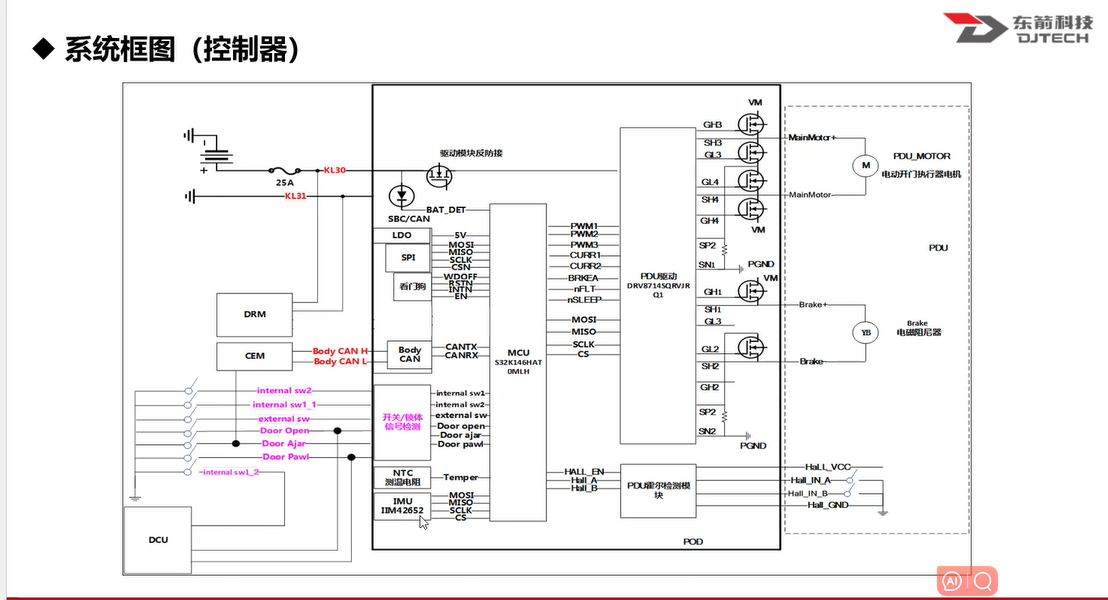 东箭科技
DJTECH
◆ 系统框图（控制器）
VM
GH3
SH3
GL3
MainMotor+
M
PDU_MOTOR
电动开门执行器电机
GL4
SH4
MainMotor-
GH4
VM
SP2
SN1
PGND
VM
PDU
GH1
Brake+
SH1
GL3
YB
Brake
电磁阻尼器
GL2
SH2
Brake-
GH2
SP2
SN2
PGND
驱动模块反防接
+
25A
KL30
KL31
SBC/CAN
BAT_DET
LDO
5V
SPI
MOSI
MISO
SCLK
CSN
看门狗
WDOFF
RSTN
INTN
EN
PWM1
PWM2
PWM3
CURR1
CURR2
BRKEA
nFLT
nSLEEP
MOSI
MISO
SCLK
CS
PDU驱动
DRV8714SQRVJR
Q1
DRM
CEM
Body CAN H
Body CAN L
Body
CAN
CANTX
CANRX
MCU
S32K146HAT
0MLH
internal sw2
internal sw1_1
external sw
Door Open
Door Ajar
Door Pawl
internal sw1_2
开关/锁体
信号检测
internal sw1
internal sw2
external sw
Door open
Door ajar
Door pawl
NTC
测温电阻
Temper
IMU
IIM42652
MOSI
MISO
SCLK
CS
HALL_EN
Hall_A
Hall_B
PDU霍尔检测模
块
HaLL_VCC
Hall_IN_A
Hall_IN_B
Hall_GND
DCU
POD
AI